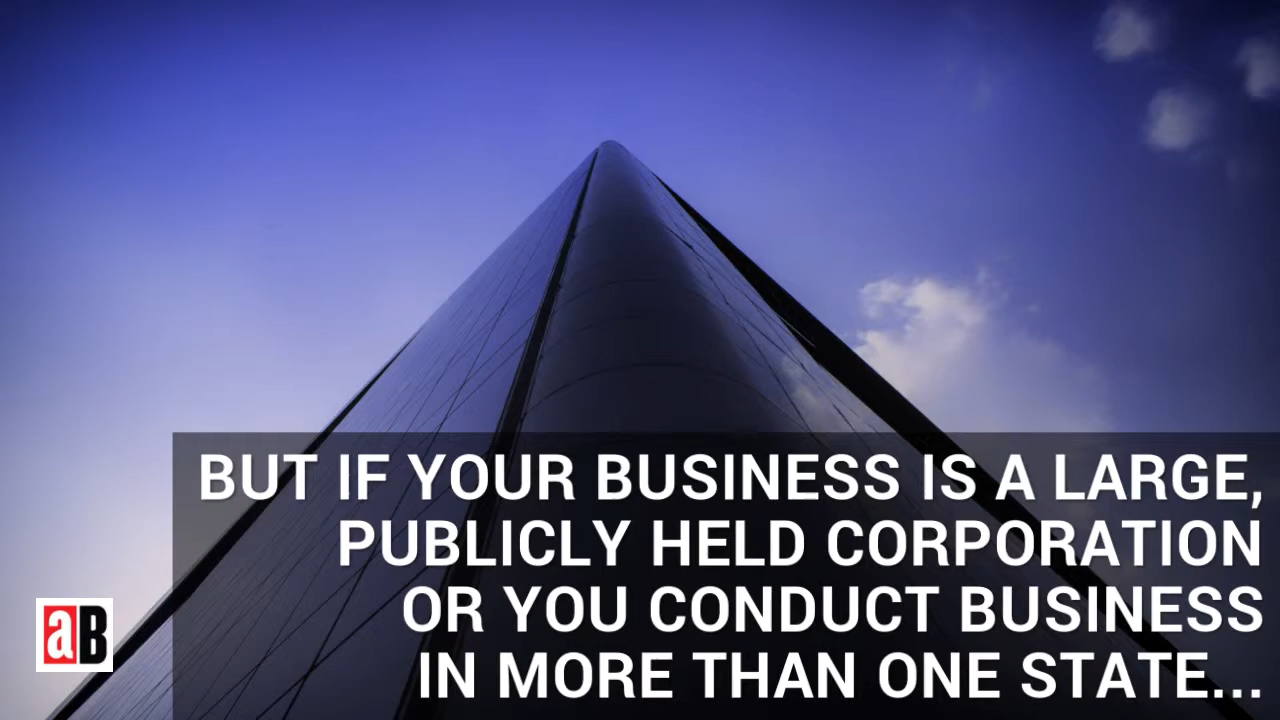 BUT IF YOUR BUSINESS IS A LARGE,
PUBLICLY HELD CORPORATION
OR YOU CONDUCT BUSINESS
IN MORE THAN ONE STATE...
aB